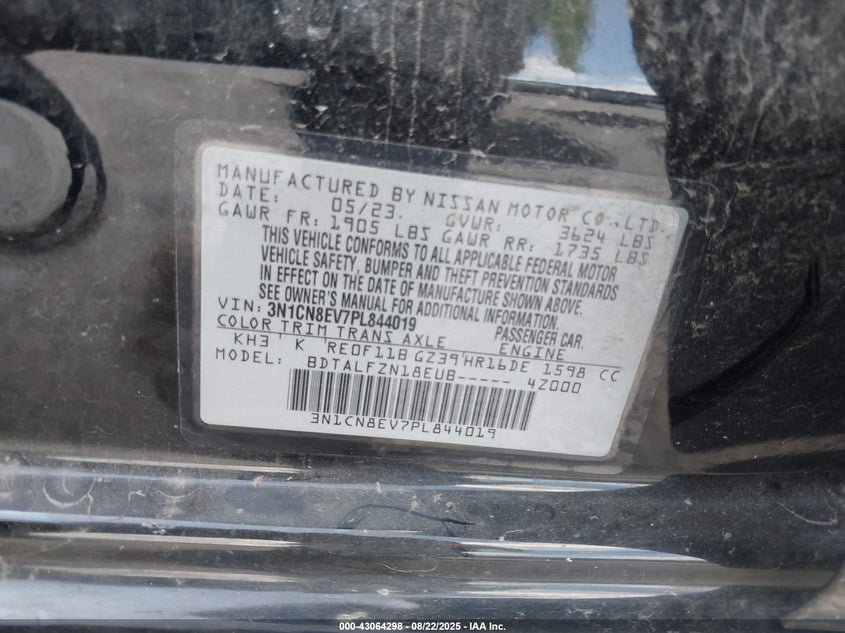 MANUFACTURED BY NISSAN MOTOR CO., LTD.
DATE: 05/23. GVWR: 3624 LBS
GAWR FR: 1905 LBS GAWR RR: 1735 LBS
THIS VEHICLE CONFORMS TO ALL APPLICABLE FEDERAL MOTOR
VEHICLE SAFETY, BUMPER AND THEFT PREVENTION STANDARDS
IN EFFECT ON THE DATE OF MANUFACTURE SHOWN ABOVE.
SEE OWNER'S MANUAL FOR ADDITIONAL INFORMATION.
VIN: 3N1CN8EV7PL844019 PASSENGER CAR.
COLOR TRIM TRANS AXLE ENGINE
KH3 ' K 'RE0F11B GZ39'HR16DE 1598 CC
MODEL: BDTALFZN18EUB----- 4Z000
3N1CN8EV7PL844019
000-43064298 - 08/22/2025 - IAA Inc.